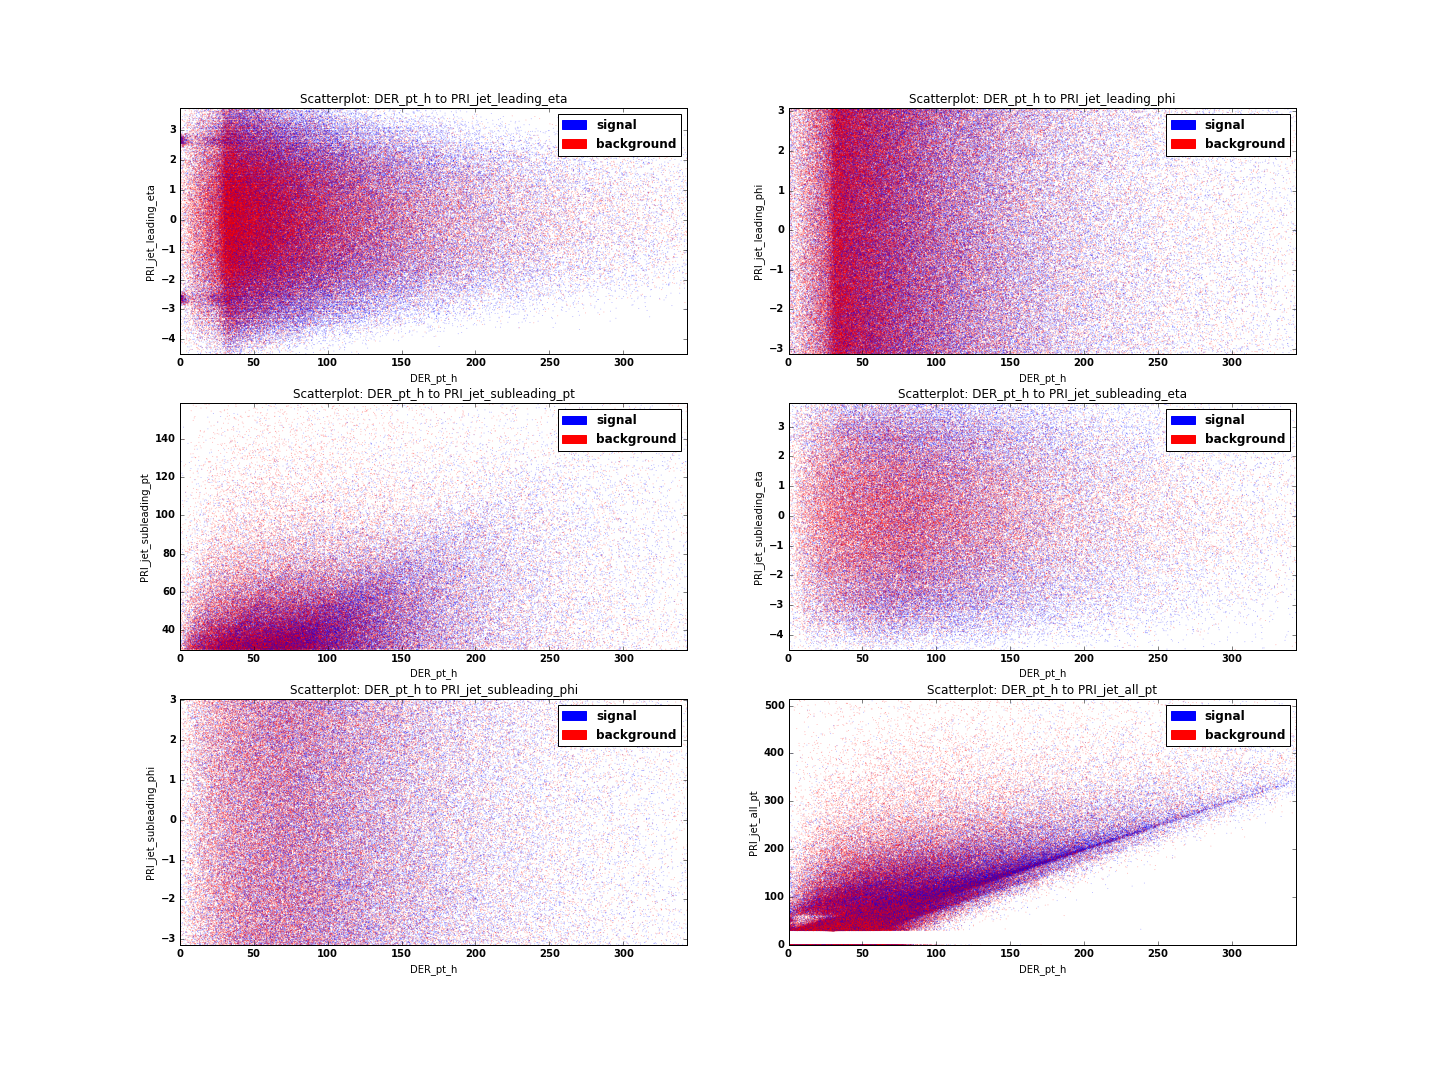 Scatterplot: DER_pt_h to PRI_jet_leading_eta
signal
background
PRI_jet_leading_eta
3
2
1
0
−1
−2
−3
−4
0 50 100 150 200 250 300
DER_pt_h
Scatterplot: DER_pt_h to PRI_jet_leading_phi
signal
background
PRI_jet_leading_phi
3
2
1
0
−1
−2
−3
0 50 100 150 200 250 300
DER_pt_h
Scatterplot: DER_pt_h to PRI_jet_subleading_pt
signal
background
PRI_jet_subleading_pt
140
120
100
80
60
40
0 50 100 150 200 250 300
DER_pt_h
Scatterplot: DER_pt_h to PRI_jet_subleading_eta
signal
background
PRI_jet_subleading_eta
3
2
1
0
−1
−2
−3
−4
0 50 100 150 200 250 300
DER_pt_h
Scatterplot: DER_pt_h to PRI_jet_subleading_phi
signal
background
PRI_jet_subleading_phi
3
2
1
0
−1
−2
−3
0 50 100 150 200 250 300
DER_pt_h
Scatterplot: DER_pt_h to PRI_jet_all_pt
signal
background
PRI_jet_all_pt
500
400
300
200
100
0
0 50 100 150 200 250 300
DER_pt_h